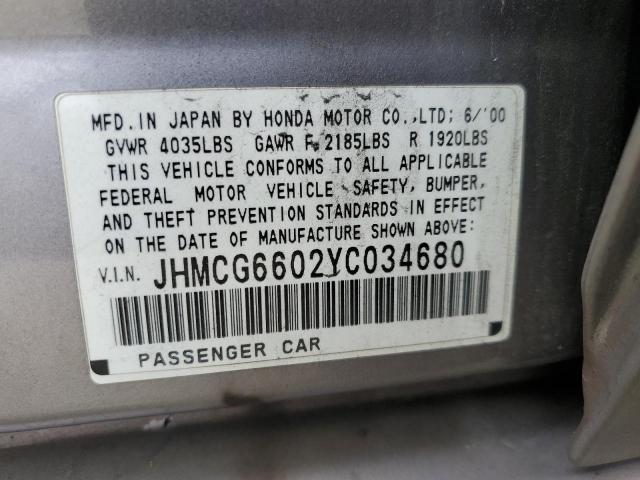 MFD. IN JAPAN BY HONDA MOTOR CO., LTD; 6/'00
GVWR 4035LBS GAWR F 2185LBS R 1920LBS
THIS VEHICLE CONFORMS TO ALL APPLICABLE
FEDERAL MOTOR VEHICLE SAFETY, BUMPER,
AND THEFT PREVENTION STANDARDS IN EFFECT
ON THE DATE OF MANUFACTURE SHOWN ABOVE:
V.I.N. JHMCG6602YC034680
PASSENGER CAR